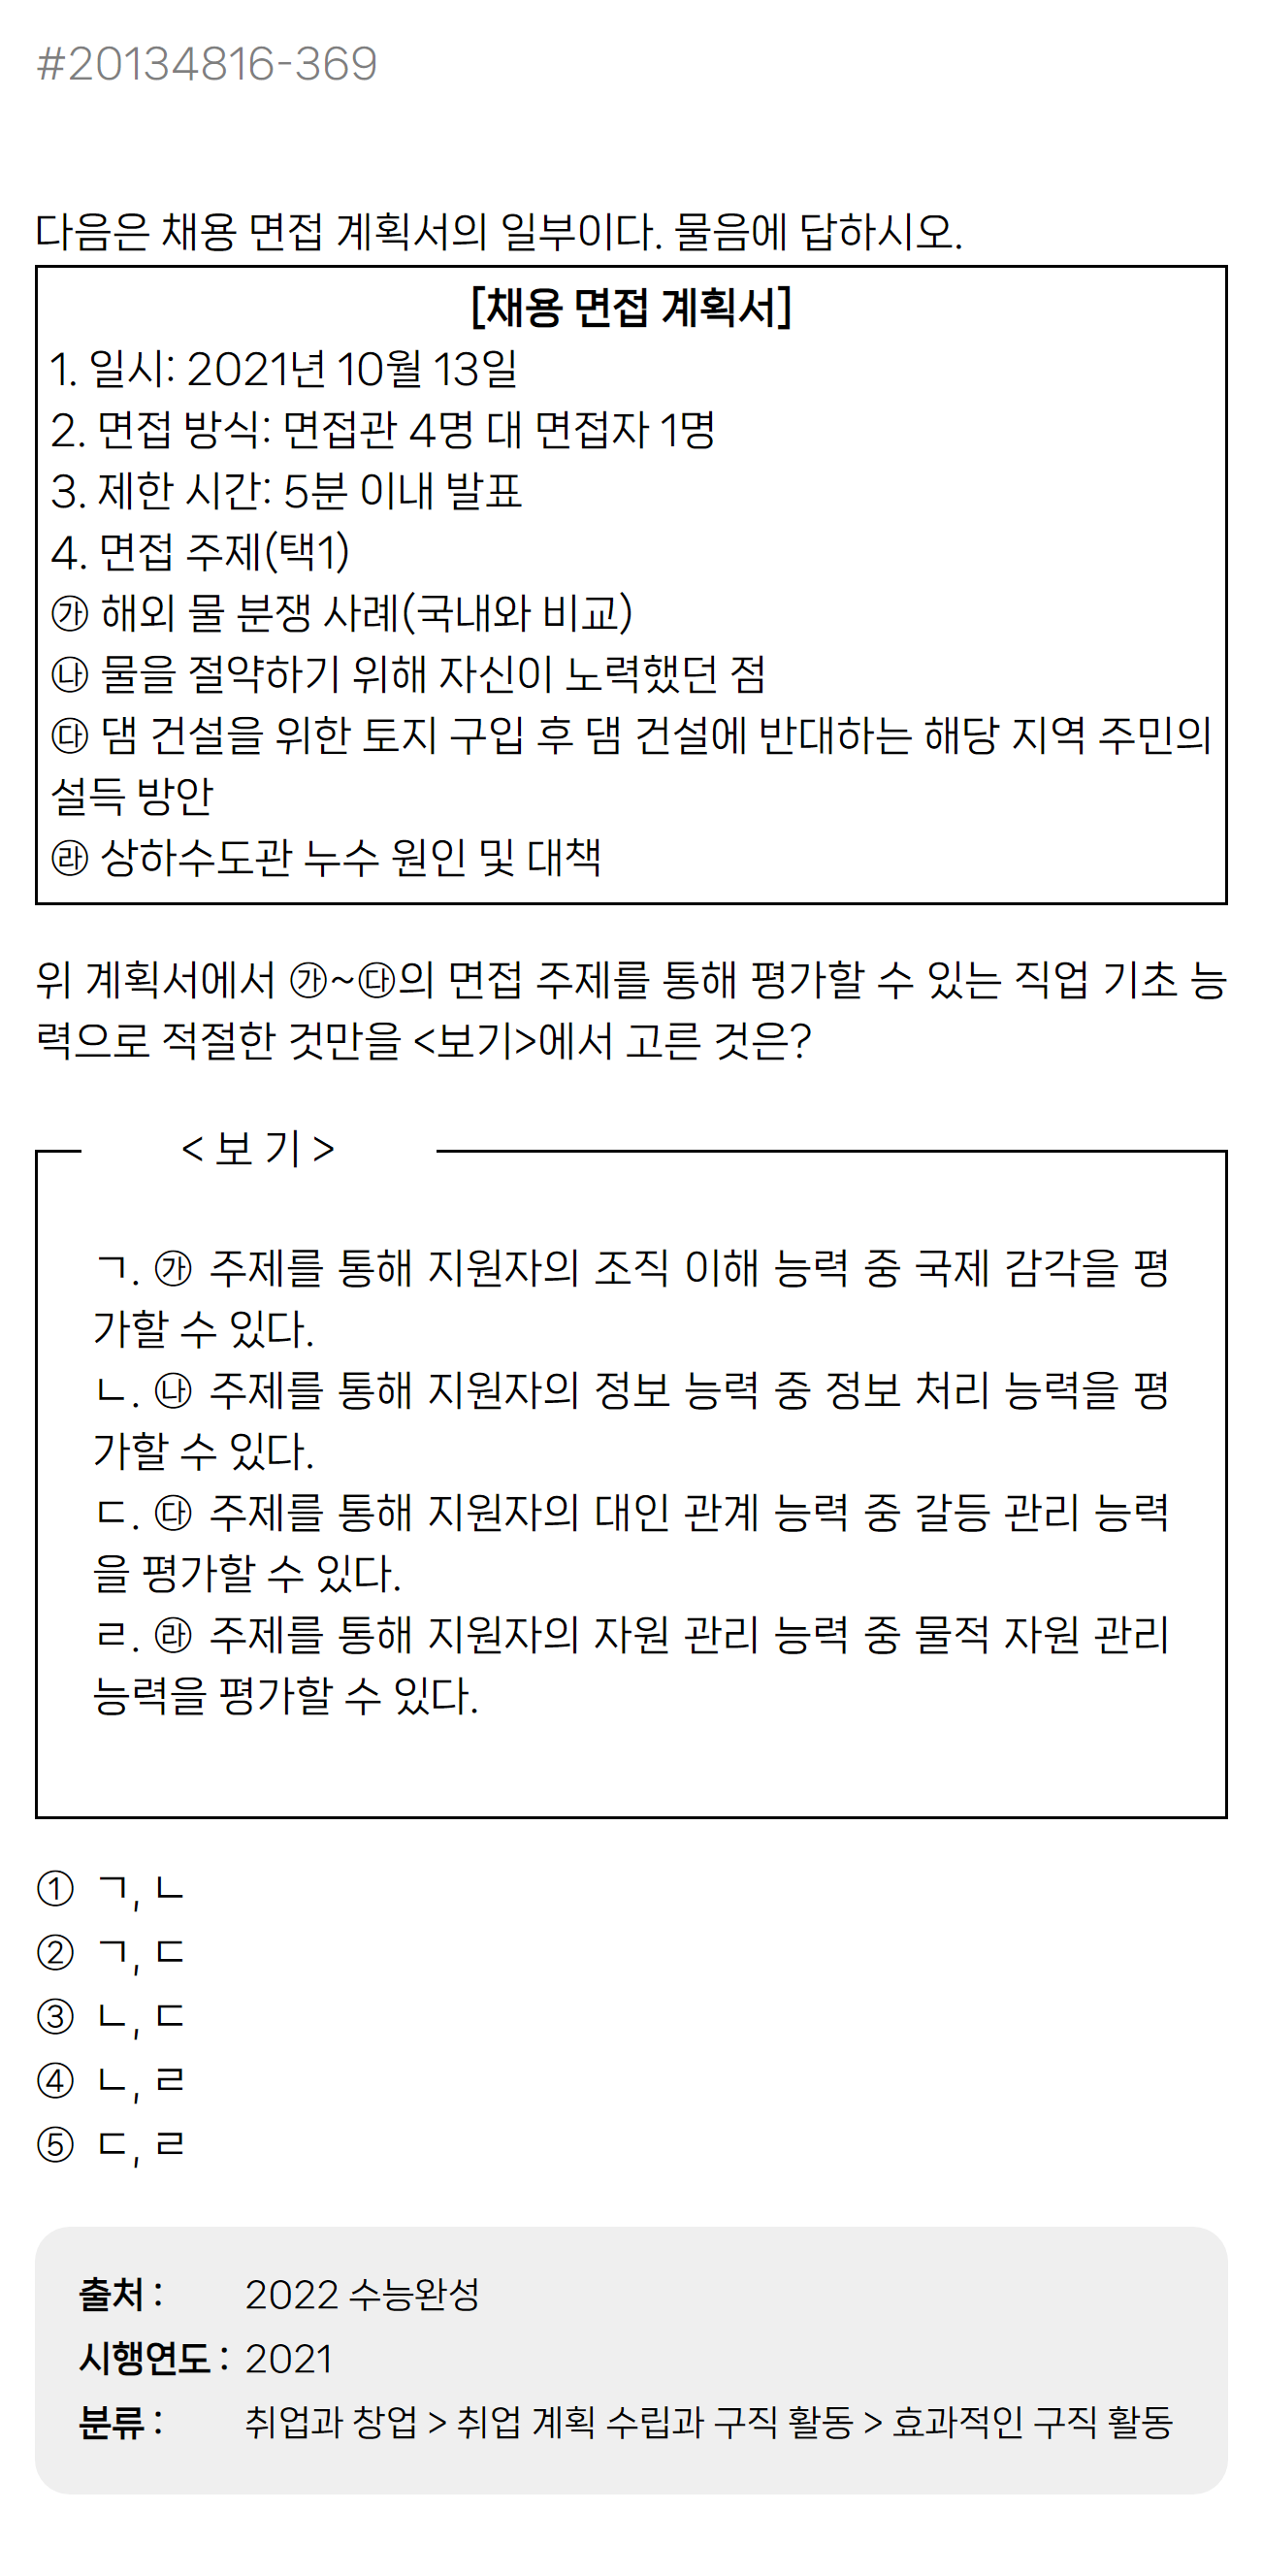 #20134816-369
다음은 채용 면접 계획서의 일부이다. 물음에 답하시오.
[채용 면접 계획서]
1. 일시: 2021년 10월 13일
2. 면접 방식: 면접관 4명 대 면접자 1명
3. 제한 시간: 5분 이내 발표
4. 면접 주제(택1)
㉮ 해외 물 분쟁 사례(국내와 비교)
㉯ 물을 절약하기 위해 자신이 노력했던 점
㉰ 댐 건설을 위한 토지 구입 후 댐 건설에 반대하는 해당 지역 주민의
설득 방안
㉱ 상하수도관 누수 원인 및 대책
위 계획서에서 ㉮~㉰의 면접 주제를 통해 평가할 수 있는 직업 기초 능
력으로 적절한 것만을 <보기>에서 고른 것은?
< 보 기 >
ㄱ. ㉮ 주제를 통해 지원자의 조직 이해 능력 중 국제 감각을 평
가할 수 있다.
ㄴ. ㉯ 주제를 통해 지원자의 정보 능력 중 정보 처리 능력을 평
가할 수 있다.
ㄷ. ㉰ 주제를 통해 지원자의 대인 관계 능력 중 갈등 관리 능력
을 평가할 수 있다.
ㄹ. ㉱ 주제를 통해 지원자의 자원 관리 능력 중 물적 자원 관리
능력을 평가할 수 있다.
① ㄱ, ㄴ
② ㄱ, ㄷ
③ ㄴ, ㄷ
④ ㄴ, ㄹ
⑤ ㄷ, ㄹ
출처 : 2022 수능완성
시행연도 : 2021
분류 : 취업과 창업 > 취업 계획 수립과 구직 활동 > 효과적인 구직 활동